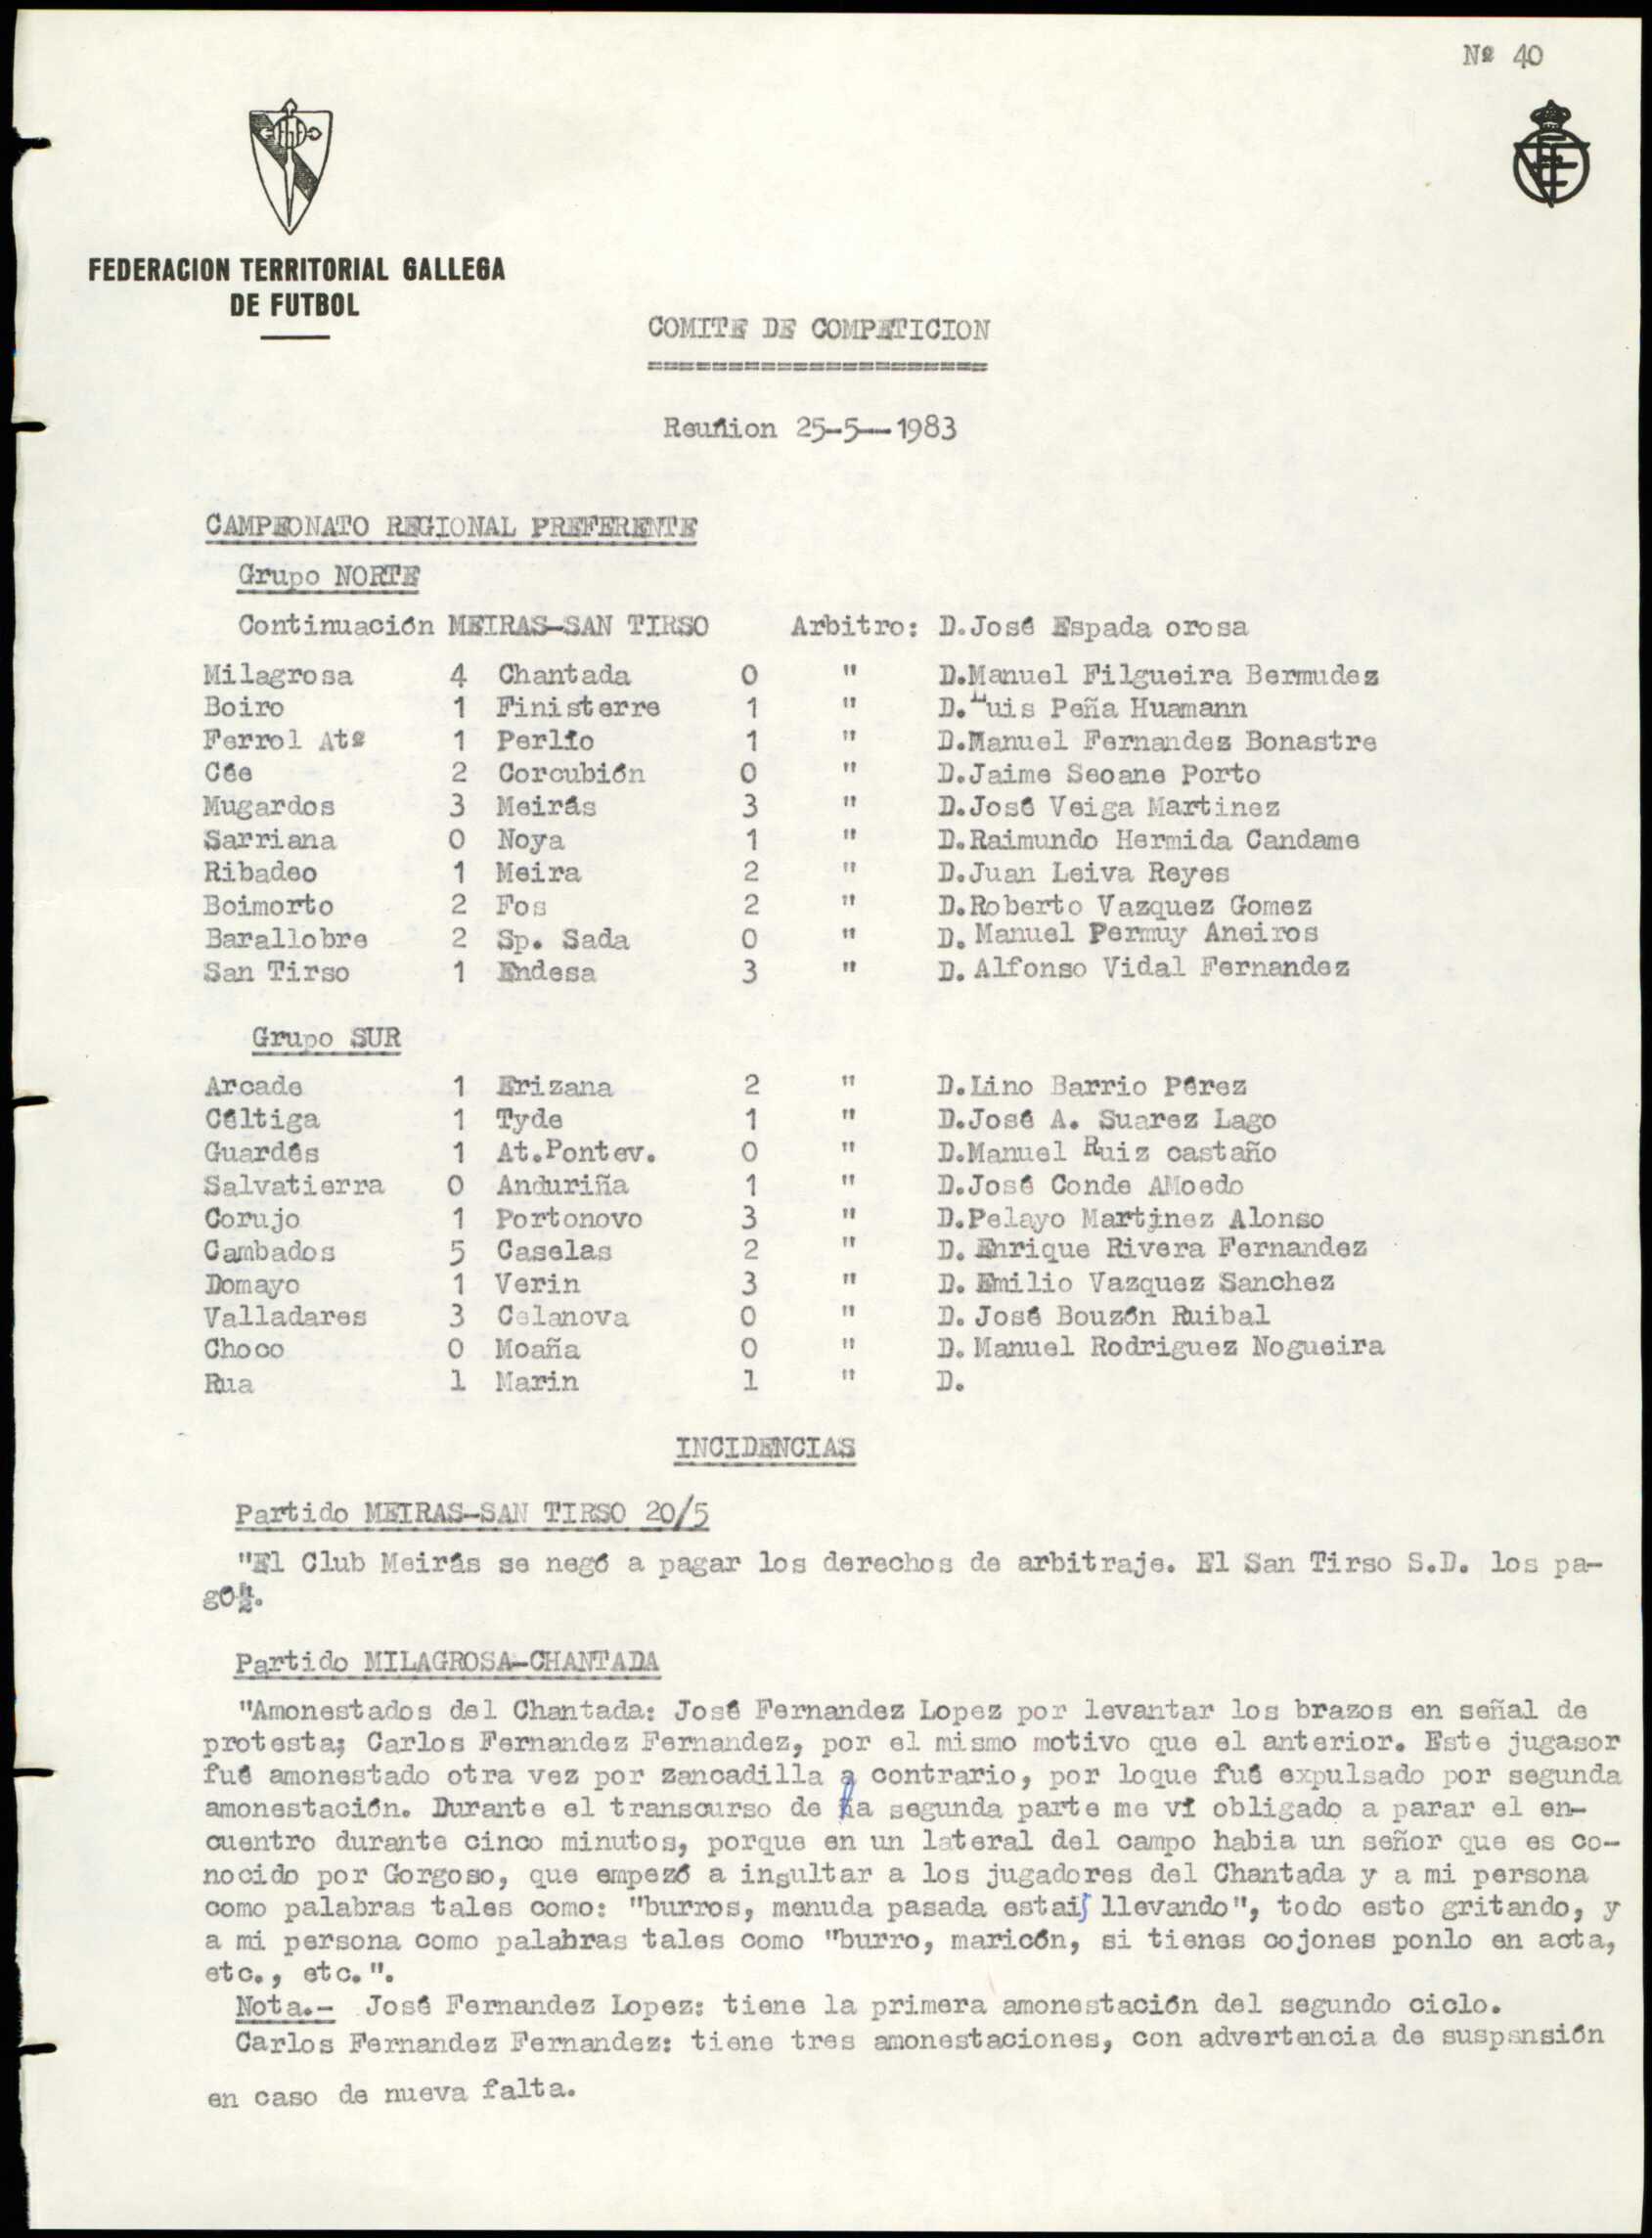 Nº 40
FEDERACION TERRITORIAL GALLEGA
DE FUTBOL
COMITE DE COMPETICION
=====================
Reuñion 25-5--1983
CAMPEONATO REGIONAL PREFERENTE
Grupo NORTE
Continuación MEIRAS-SAN TIRSO Arbitro: D.José Espada orosa
Milagrosa 4 Chantada 0 " D.Manuel Filgueira Bermudez
Boiro 1 Finisterre 1 " D.Luis Peña Huamann
Ferrol Atº 1 Perlío 1 " D.Manuel Fernandez Bonastre
Cée 2 Corcubión 0 " D.Jaime Seoane Porto
Mugardos 3 Meirás 3 " D.José Veiga Martinez
Sarriana 0 Noya 1 " D.Raimundo Hermida Candame
Ribadeo 1 Meira 2 " D.Juan Leiva Reyes
Boimorto 2 Fos 2 " D.Roberto Vazquez Gomez
Barallobre 2 Sp. Sada 0 " D. Manuel Permuy Aneiros
San Tirso 1 Endesa 3 " D. Alfonso Vidal Fernandez
Grupo SUR
Arcade 1 Erizana 2 " D.Lino Barrio Pérez
Céltiga 1 Tyde 1 " D.José A. Suarez Lago
Guardés 1 At.Pontev. 0 " D.Manuel Ruiz castaño
Salvatierra 0 Anduriña 1 " D.José Conde AMoedo
Corujo 1 Portonovo 3 " D.Pelayo Martinez Alonso
Cambados 5 Caselas 2 " D. Enrique Rivera Fernandez
Domayo 1 Verin 3 " D. Emilio Vazquez Sanchez
Valladares 3 Celanova 0 " D. José Bouzón Ruibal
Choco 0 Moaña 0 " D. Manuel Rodriguez Nogueira
Rua 1 Marin 1 " D.
INCIDENCIAS
Partido MEIRAS-SAN TIRSO 20/5
"El Club Meirás se negó a pagar los derechos de arbitraje. El San Tirso S.D. los pa-
gó".
Partido MILAGROSA-CHANTADA
"Amonestados del Chantada: José Fernandez Lopez por levantar los brazos en señal de
protesta; Carlos Fernandez Fernandez, por el mismo motivo que el anterior. Este jugasor
fué amonestado otra vez por zancadilla a contrario, por loque fué expulsado por segunda
amonestación. Durante el transcurso de la segunda parte me ví obligado a parar el en-
cuentro durante cinco minutos, porque en un lateral del campo habia un señor que es co-
nocido por Gorgoso, que empezó a insultar a los jugadores del Chantada y a mi persona
como palabras tales como: "burros, menuda pasada estais llevando", todo esto gritando, y
a mi persona como palabras tales como "burro, maricón, si tienes cojones ponlo en acta,
etc., etc.".
Nota.- José Fernandez Lopez: tiene la primera amonestación del segundo ciclo.
Carlos Fernandez Fernandez: tiene tres amonestaciones, con advertencia de suspensión
en caso de nueva falta.